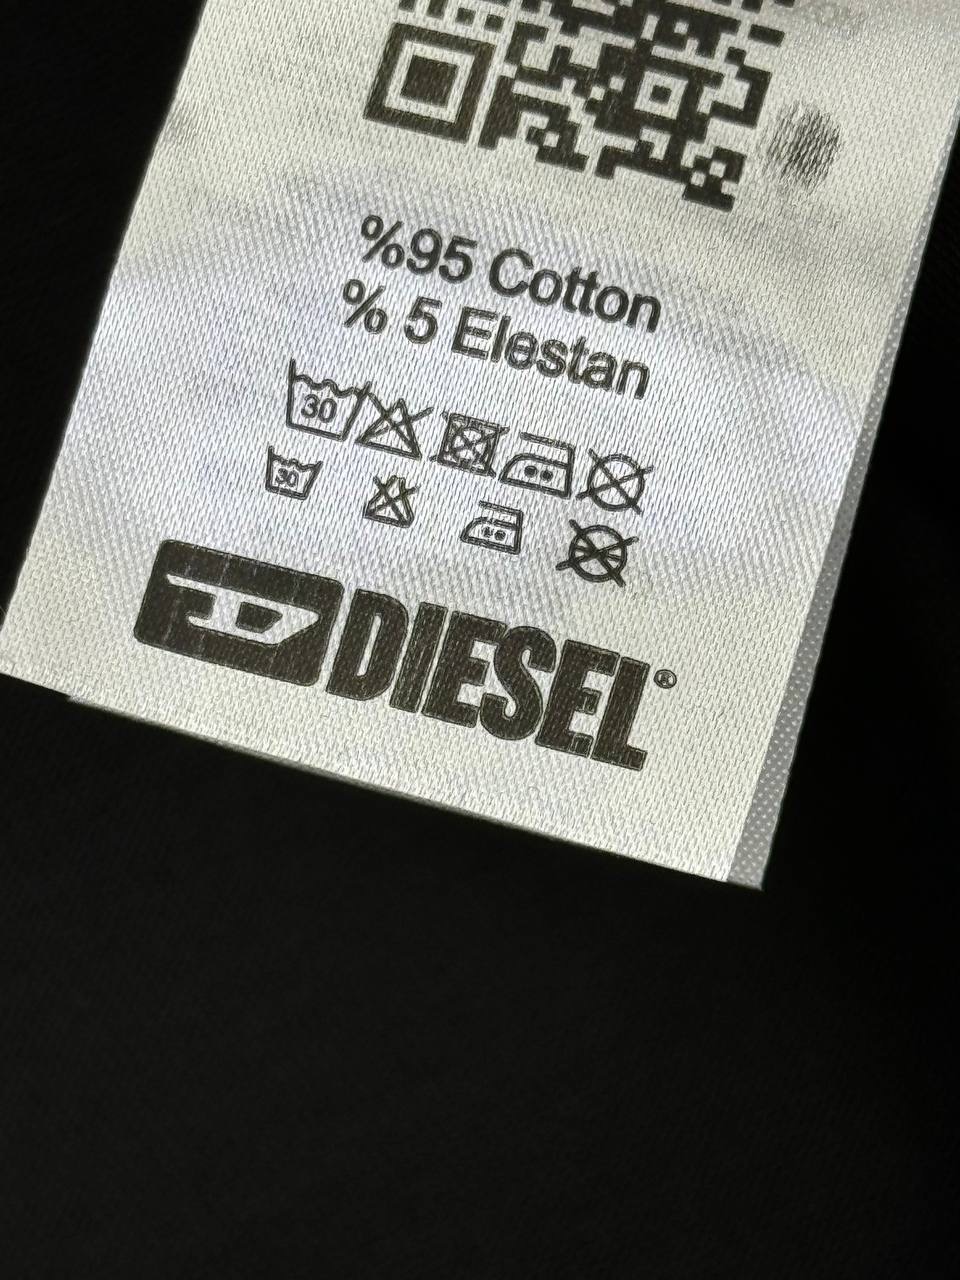 %95 Cotton
% 5 Elestan
30
30
D DIESEL®